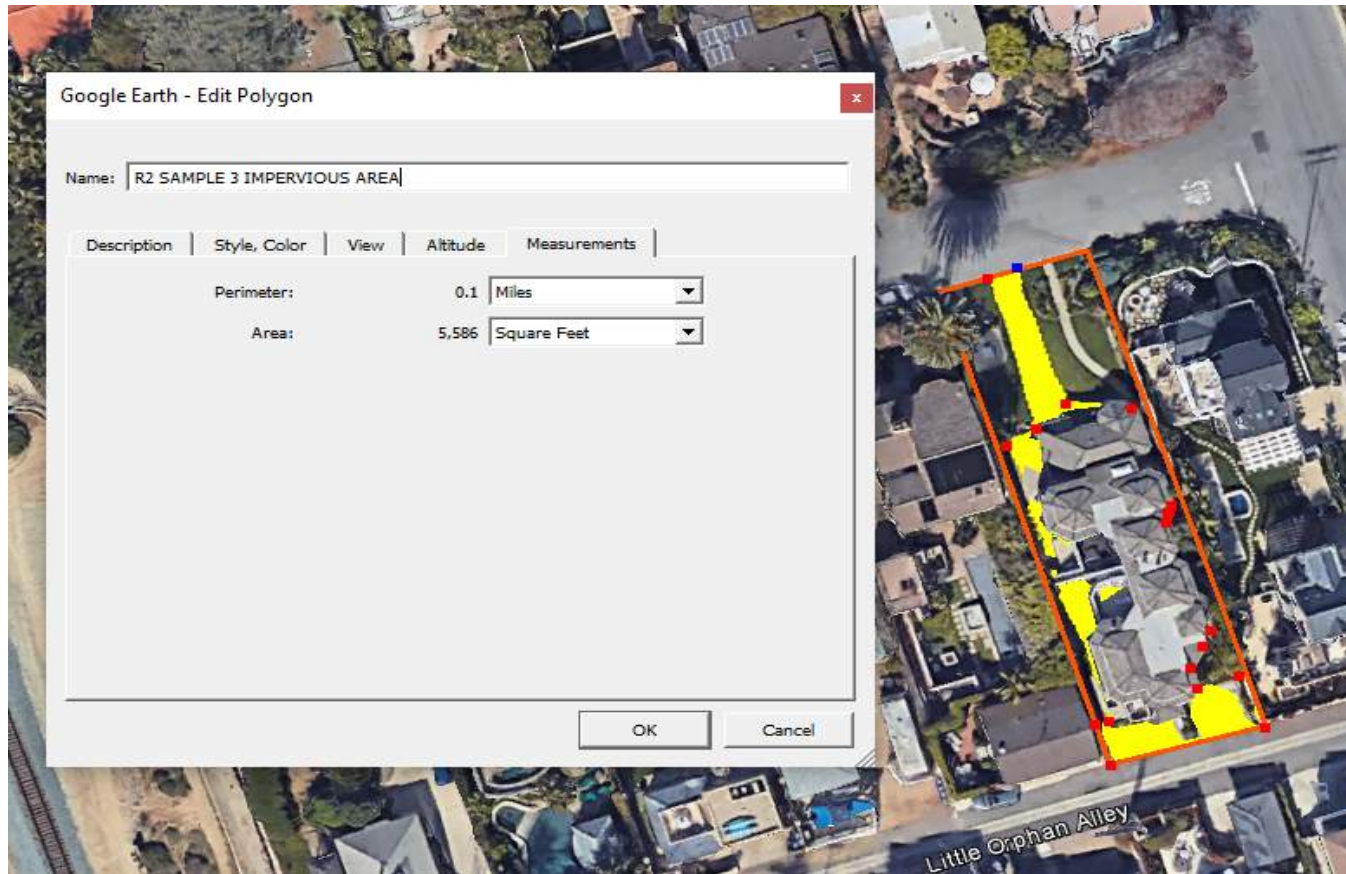 Google Earth - Edit Polygon
x
Name: R2 SAMPLE 3 IMPERVIOUS AREA
Description Style, Color View Altitude Measurements
Perimeter: 0.1 Miles
Area: 5,586 Square Feet
OK Cancel
Little Orphan Alley